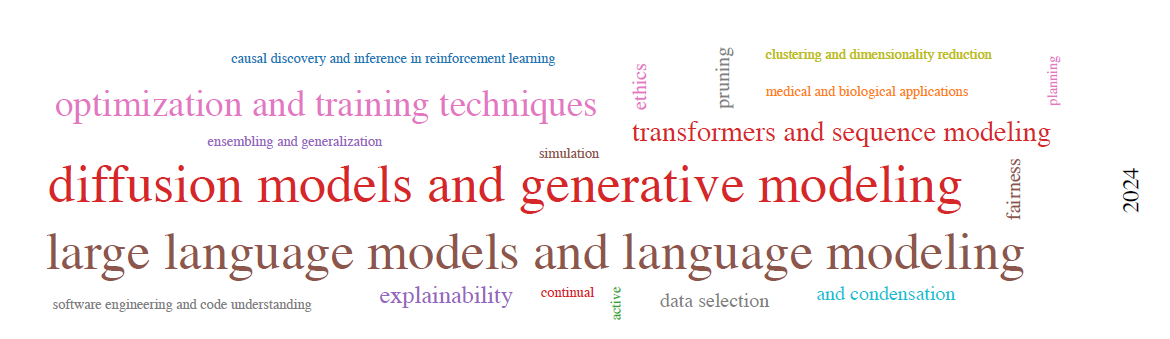 causal discovery and inference in reinforcement learning
clustering and dimensionality reduction
ethics
pruning
planning
optimization and training techniques
medical and biological applications
ensembling and generalization
transformers and sequence modeling
simulation
diffusion models and generative modeling
fairness
2024
large language models and language modeling
software engineering and code understanding
explainability
continual
active
data selection
and condensation